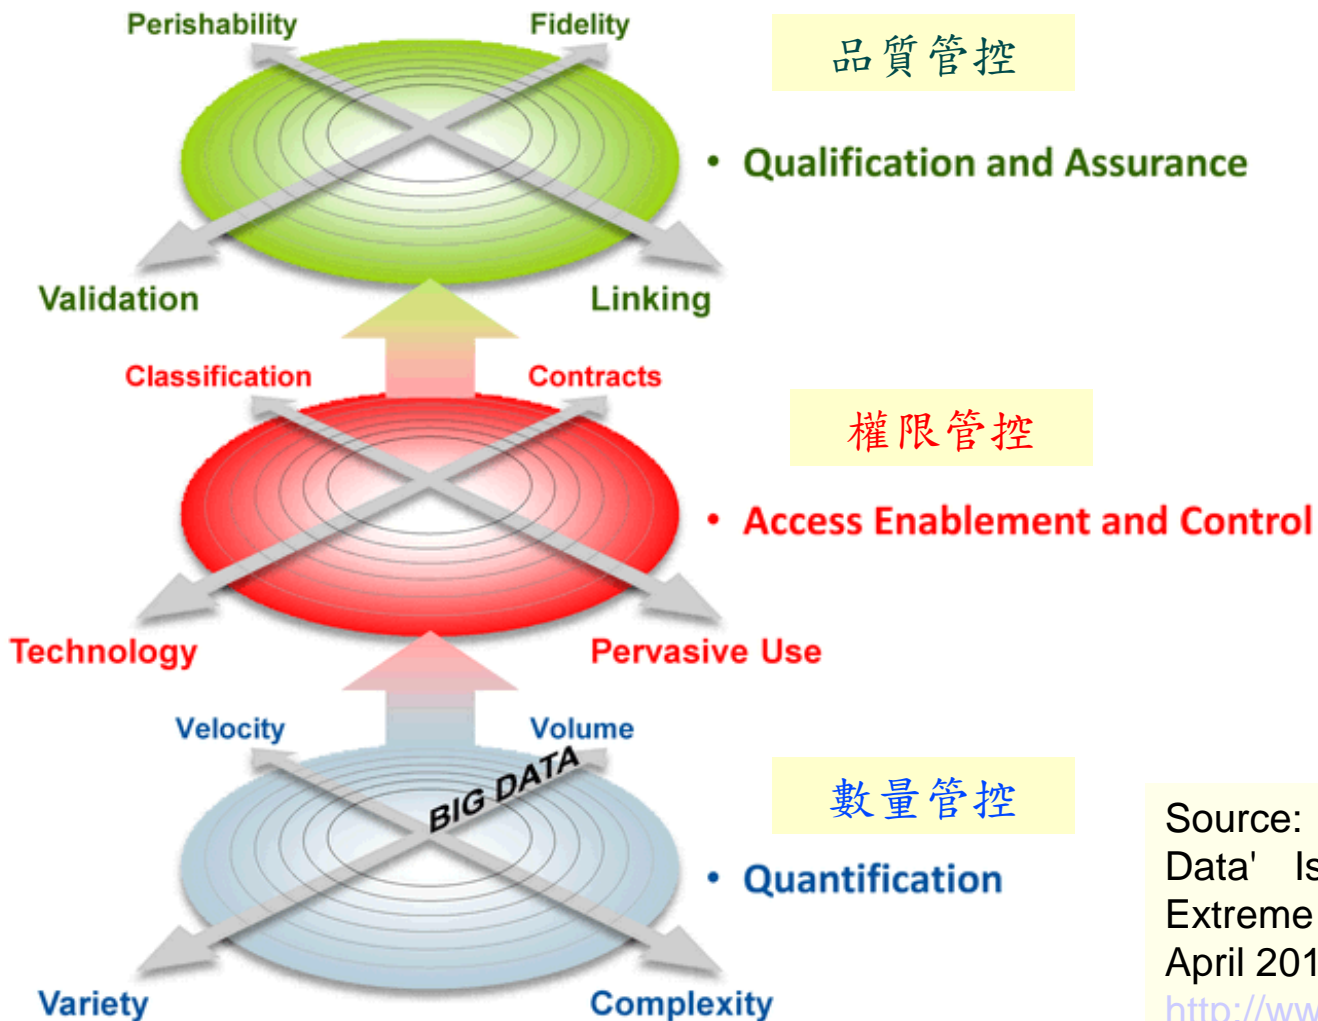 Perishability Fidelity
品質管控
• Qualification and Assurance
Validation Linking
Classification Contracts
權限管控
• Access Enablement and Control
Technology Pervasive Use
Velocity Volume
BIG DATA
數量管控
• Quantification
Variety Complexity
Source:
Data' Is
Extreme
April 201
http://ww